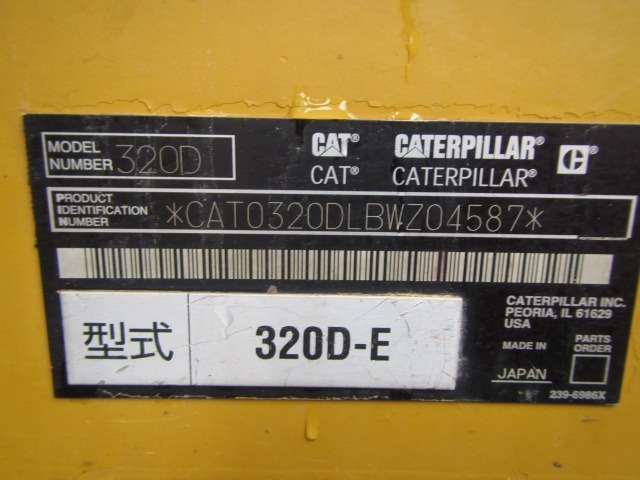 MODEL NUMBER 320D
CAT® CATERPILLAR® C
CAT® CATERPILLAR®
PRODUCT IDENTIFICATION NUMBER *CAT0320DLBWZ04587*
型式 320D-E
CATERPILLAR INC.
PEORIA, IL 61629
USA
MADE IN JAPAN
PARTS ORDER
239-6986X